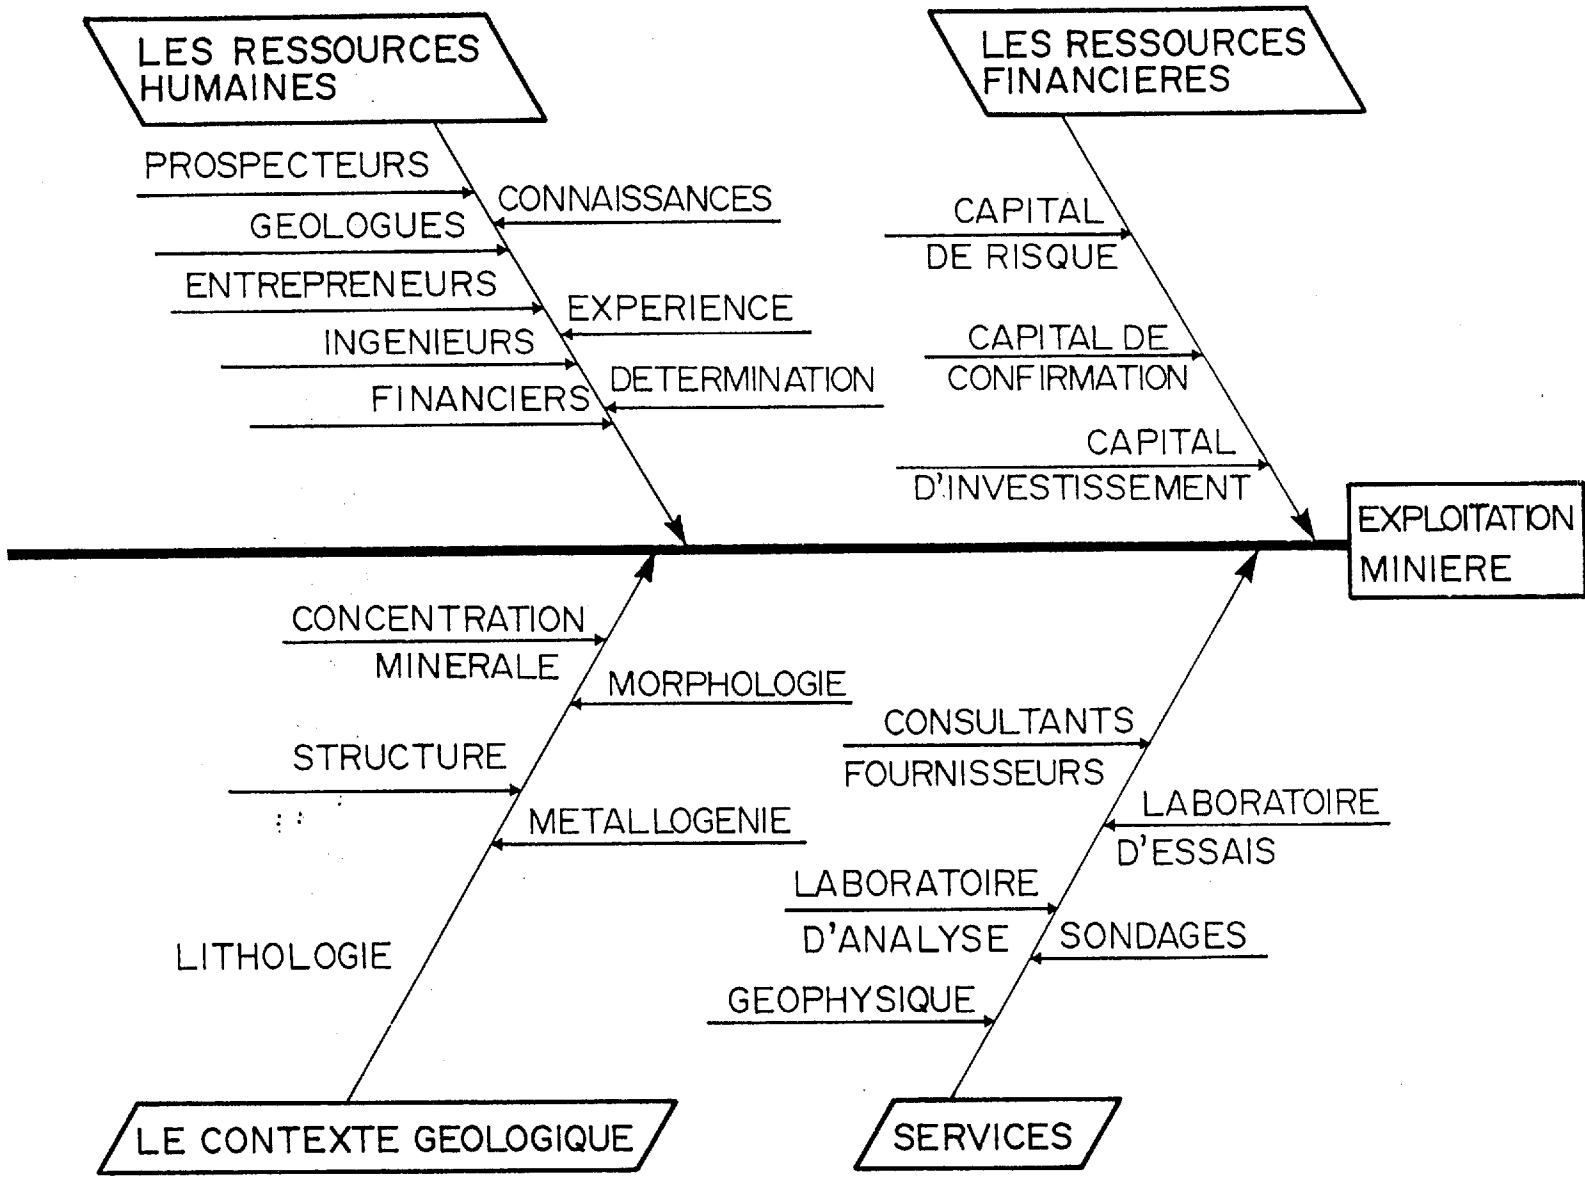 LES RESSOURCES
HUMAINES
PROSPECTEURS
CONNAISSANCES
GEOLOGUES
ENTREPRENEURS
EXPERIENCE
INGENIEURS
DETERMINATION
FINANCIERS
LES RESSOURCES
FINANCIERES
CAPITAL
DE RISQUE
CAPITAL DE
CONFIRMATION
CAPITAL
D'INVESTISSEMENT
EXPLOITATION
MINIERE
CONCENTRATION
MINERALE
MORPHOLOGIE
STRUCTURE
METALLOGENIE
LITHOLOGIE
LE CONTEXTE GEOLOGIQUE
CONSULTANTS
FOURNISSEURS
LABORATOIRE
D'ESSAIS
LABORATOIRE
D'ANALYSE
SONDAGES
GEOPHYSIQUE
SERVICES